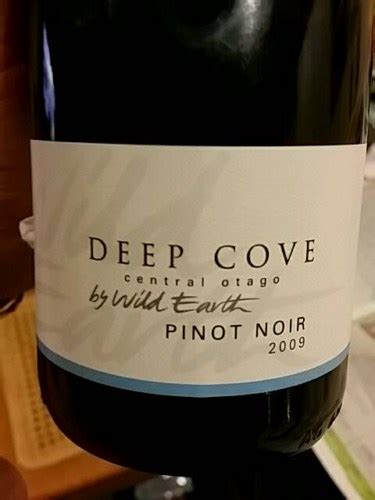 DEEP COVE
central otago
by Wild Earth
PINOT NOIR
2009